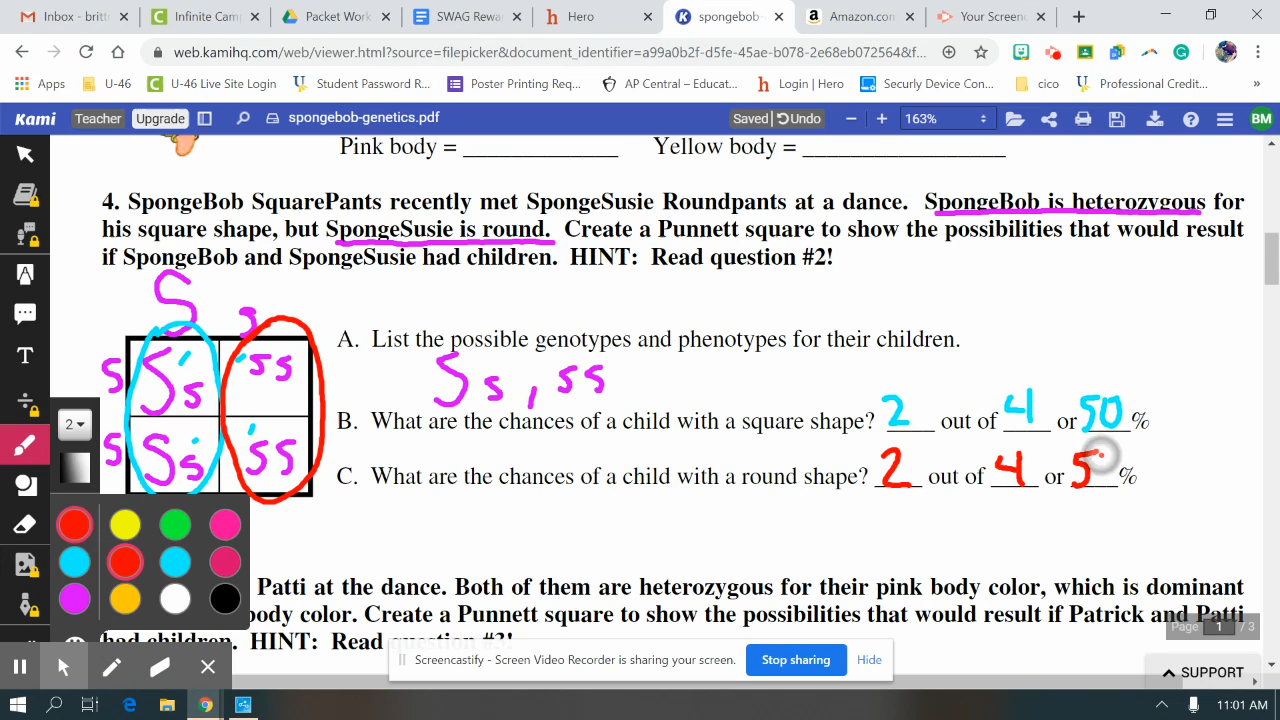 Inbox - britt
Infinite Cam
Packet Work
SWAG Rewa
Hero
spongebob-
Amazon.com
Your Screenc
web.kamihq.com/web/viewer.html?source=filepicker&document_identifier=a99a0b2f-d5fe-45ae-b078-2e68eb072564&f...
Apps
U-46
U-46 Live Site Login
Student Password R...
Poster Printing Req...
AP Central – Educat...
Login | Hero
Securly Device Con...
cico
Professional Credit...
»
Kami
Teacher
Upgrade
spongebob-genetics.pdf
Saved
Undo
163%
BM
Pink body = _____________ Yellow body = _________________
4. SpongeBob SquarePants recently met SpongeSusie Roundpants at a dance. SpongeBob is heterozygous for
his square shape, but SpongeSusie is round. Create a Punnett square to show the possibilities that would result
if SpongeBob and SpongeSusie had children. HINT: Read question #2!
S s
s Ss ss
s Ss ss
A. List the possible genotypes and phenotypes for their children.
Ss, ss
B. What are the chances of a child with a square shape? 2 out of 4 or 50%
C. What are the chances of a child with a round shape? 2 out of 4 or 5 %
2
Patti at the dance. Both of them are heterozygous for their pink body color, which is dominant
body color. Create a Punnett square to show the possibilities that would result if Patrick and Patti
had children. HINT: Read question #3!
Page 1 / 3
Screencastify - Screen Video Recorder is sharing your screen.
Stop sharing
Hide
SUPPORT
11:01 AM